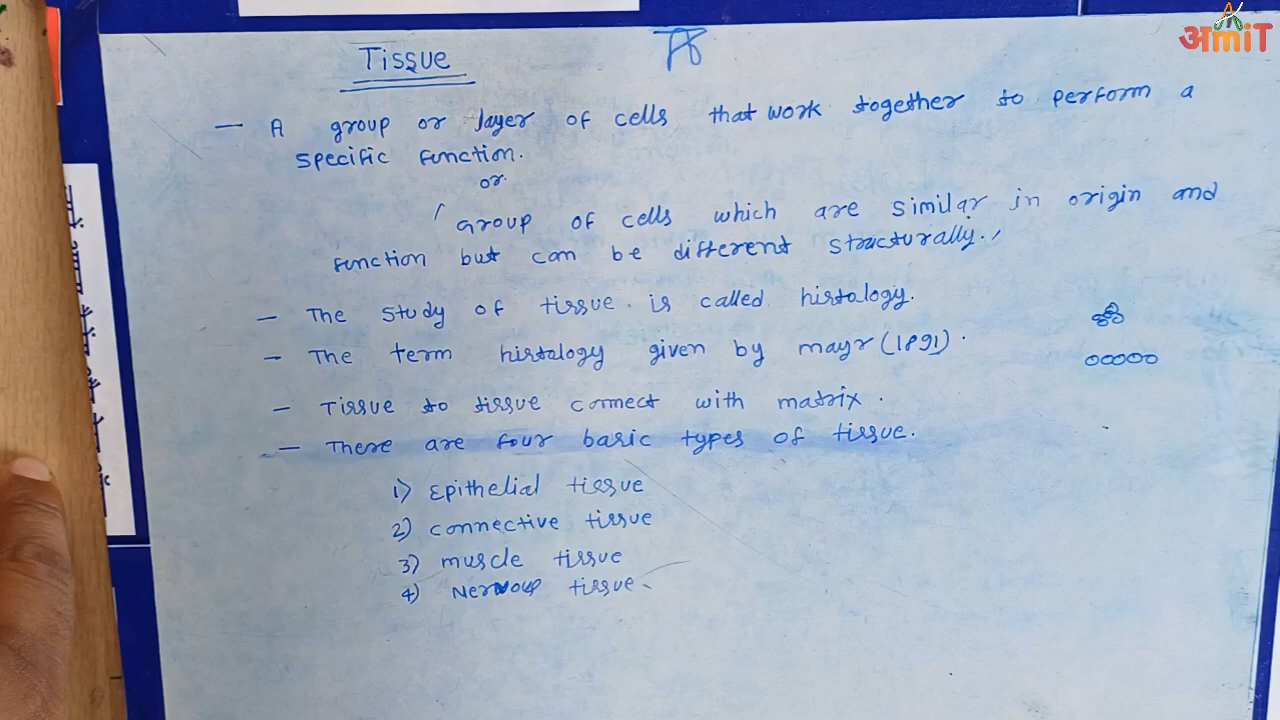 अmiT
Tissue
— A group or layer of cells that work together to perform a
specific function.
or
group of cells which are similar in origin and
function but can be different structurally.
— The study of tissue is called histalogy.
— The term histalogy given by mayr (1891).
— Tissue to tissue connect with matrix.
— There are four basic types of tissue.
1) Epithelial tissue
2) connective tissue
3) muscle tissue
4) Nervous tissue